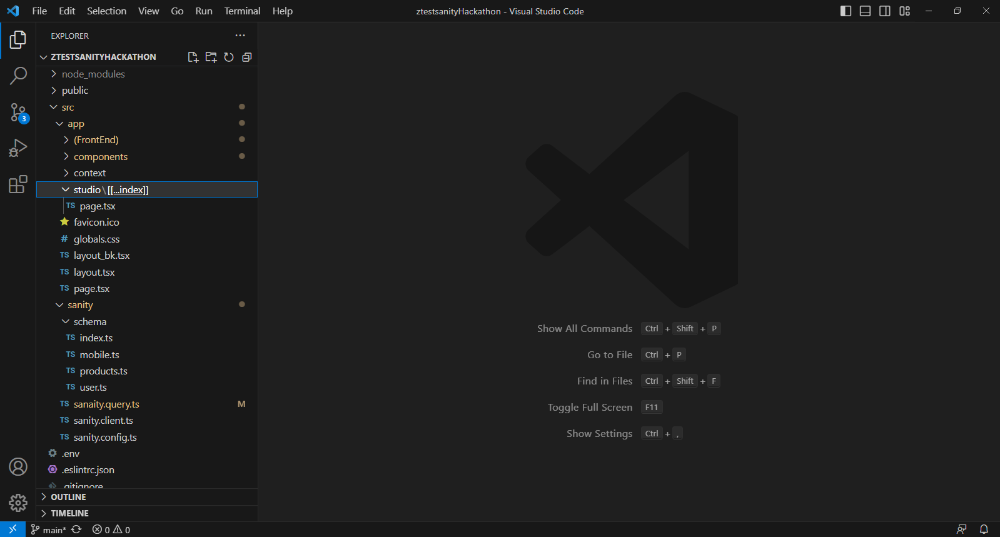 File Edit Selection View Go Run Terminal Help ztestsanityHackathon - Visual Studio Code
EXPLORER
ZTESTSANITYHACKATHON
node_modules
public
src
app
(FrontEnd)
components
context
studio\[[...index]]
TS page.tsx
favicon.ico
# globals.css
TS layout_bk.tsx
TS layout.tsx
TS page.tsx
sanity
schema
TS index.ts
TS mobile.ts
TS products.ts
TS user.ts
TS sanaity.query.ts M
TS sanity.client.ts
TS sanity.config.ts
.env
.eslintrc.json
.gitignore
OUTLINE
TIMELINE
3
Show All Commands Ctrl + Shift + P
Go to File Ctrl + P
Find in Files Ctrl + Shift + F
Toggle Full Screen F11
Show Settings Ctrl + ,
main* 0 0